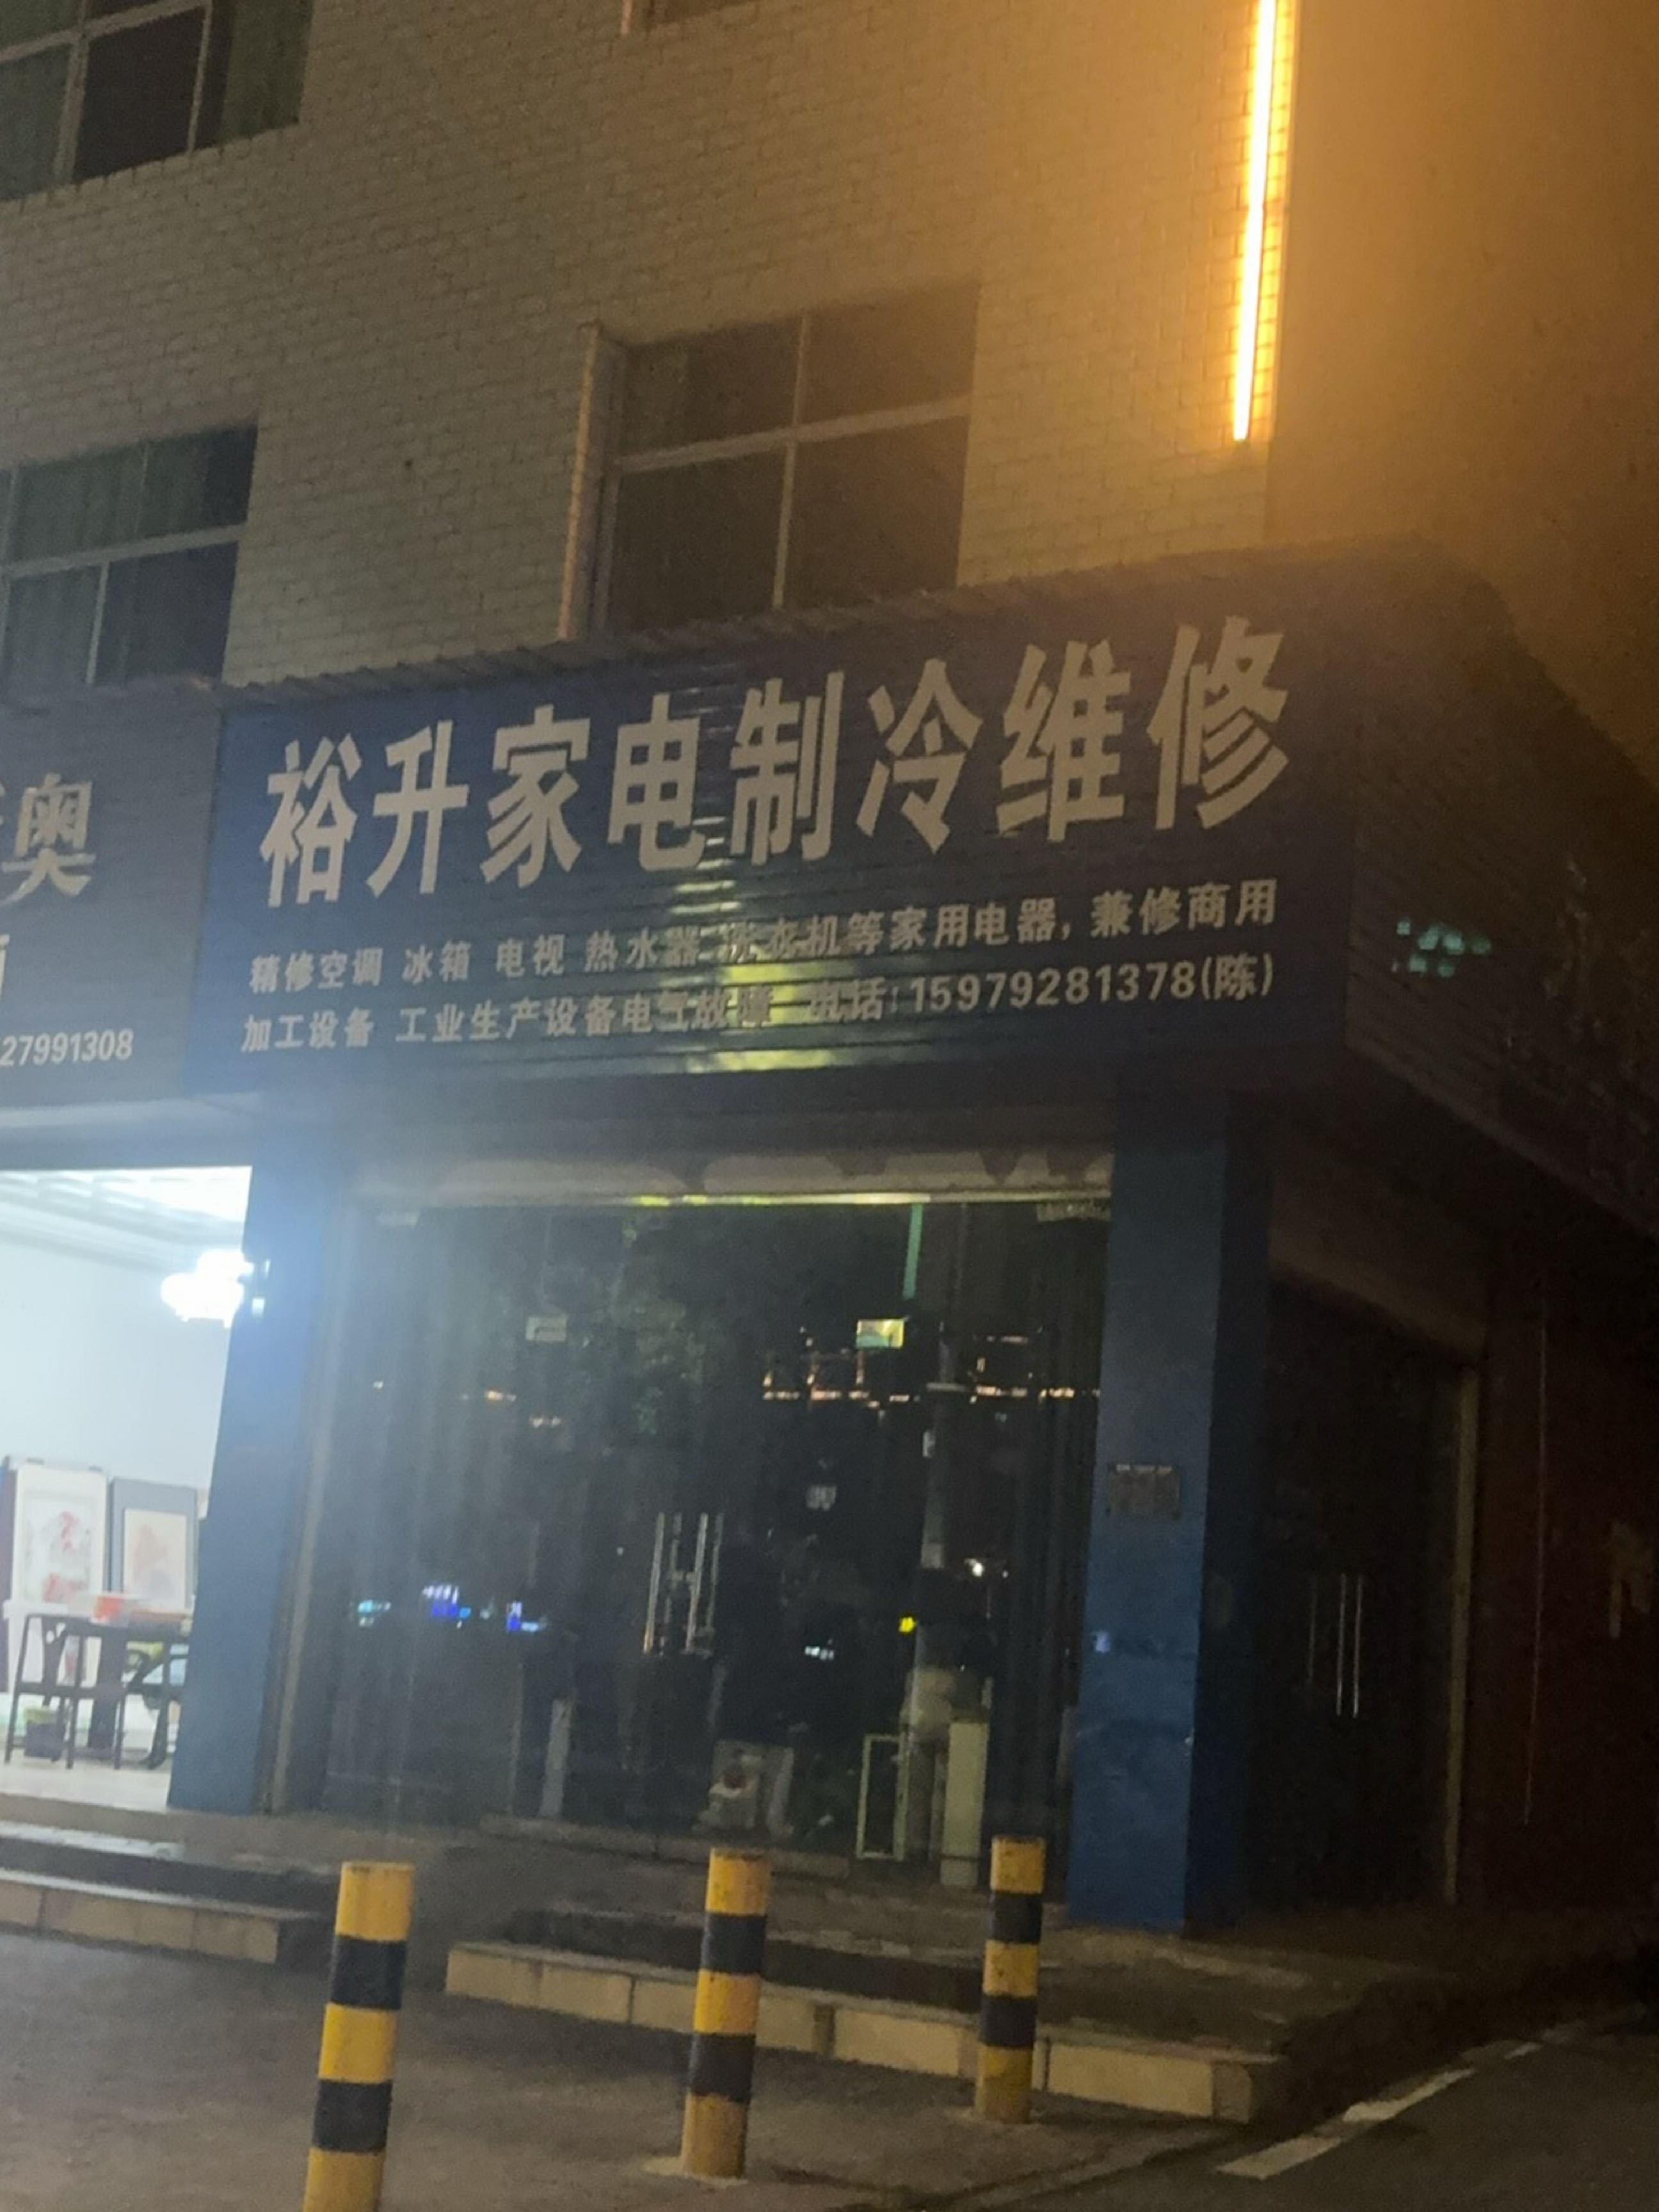 裕升家电制冷维修
精修空调 冰箱 电视 热水器 洗衣机等家用电器,兼修商用
加工设备 工业生产设备电气故障 电话:15979281378(陈)
奥
27991308